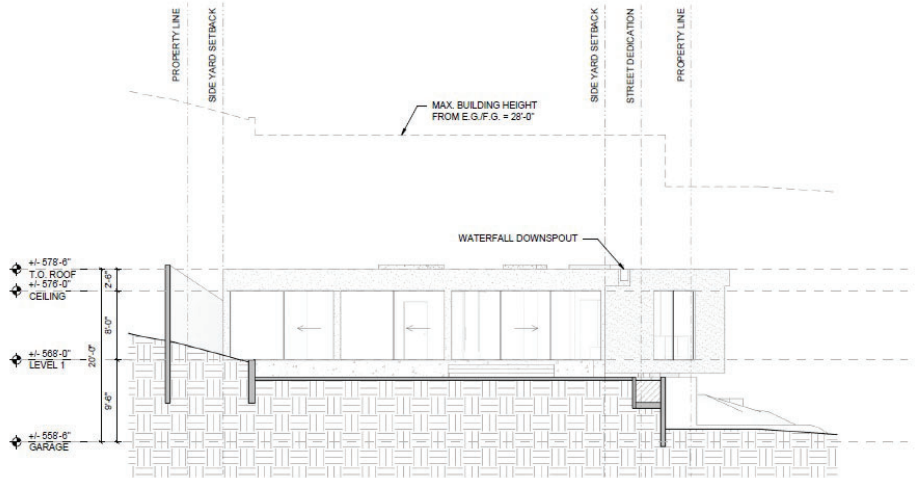 PROPERTY LINE
SIDE YARD SETBACK
SIDE YARD SETBACK
STREET DEDICATION
PROPERTY LINE
MAX. BUILDING HEIGHT
FROM E.G./F.G. = 28'-0"
WATERFALL DOWNSPOUT
+/- 578'-6"
T.O. ROOF
+/- 576'-0"
CEILING
2'-6"
8'-0"
20'-0"
+/- 568'-0"
LEVEL 1
9'-6"
+/- 558'-6"
GARAGE